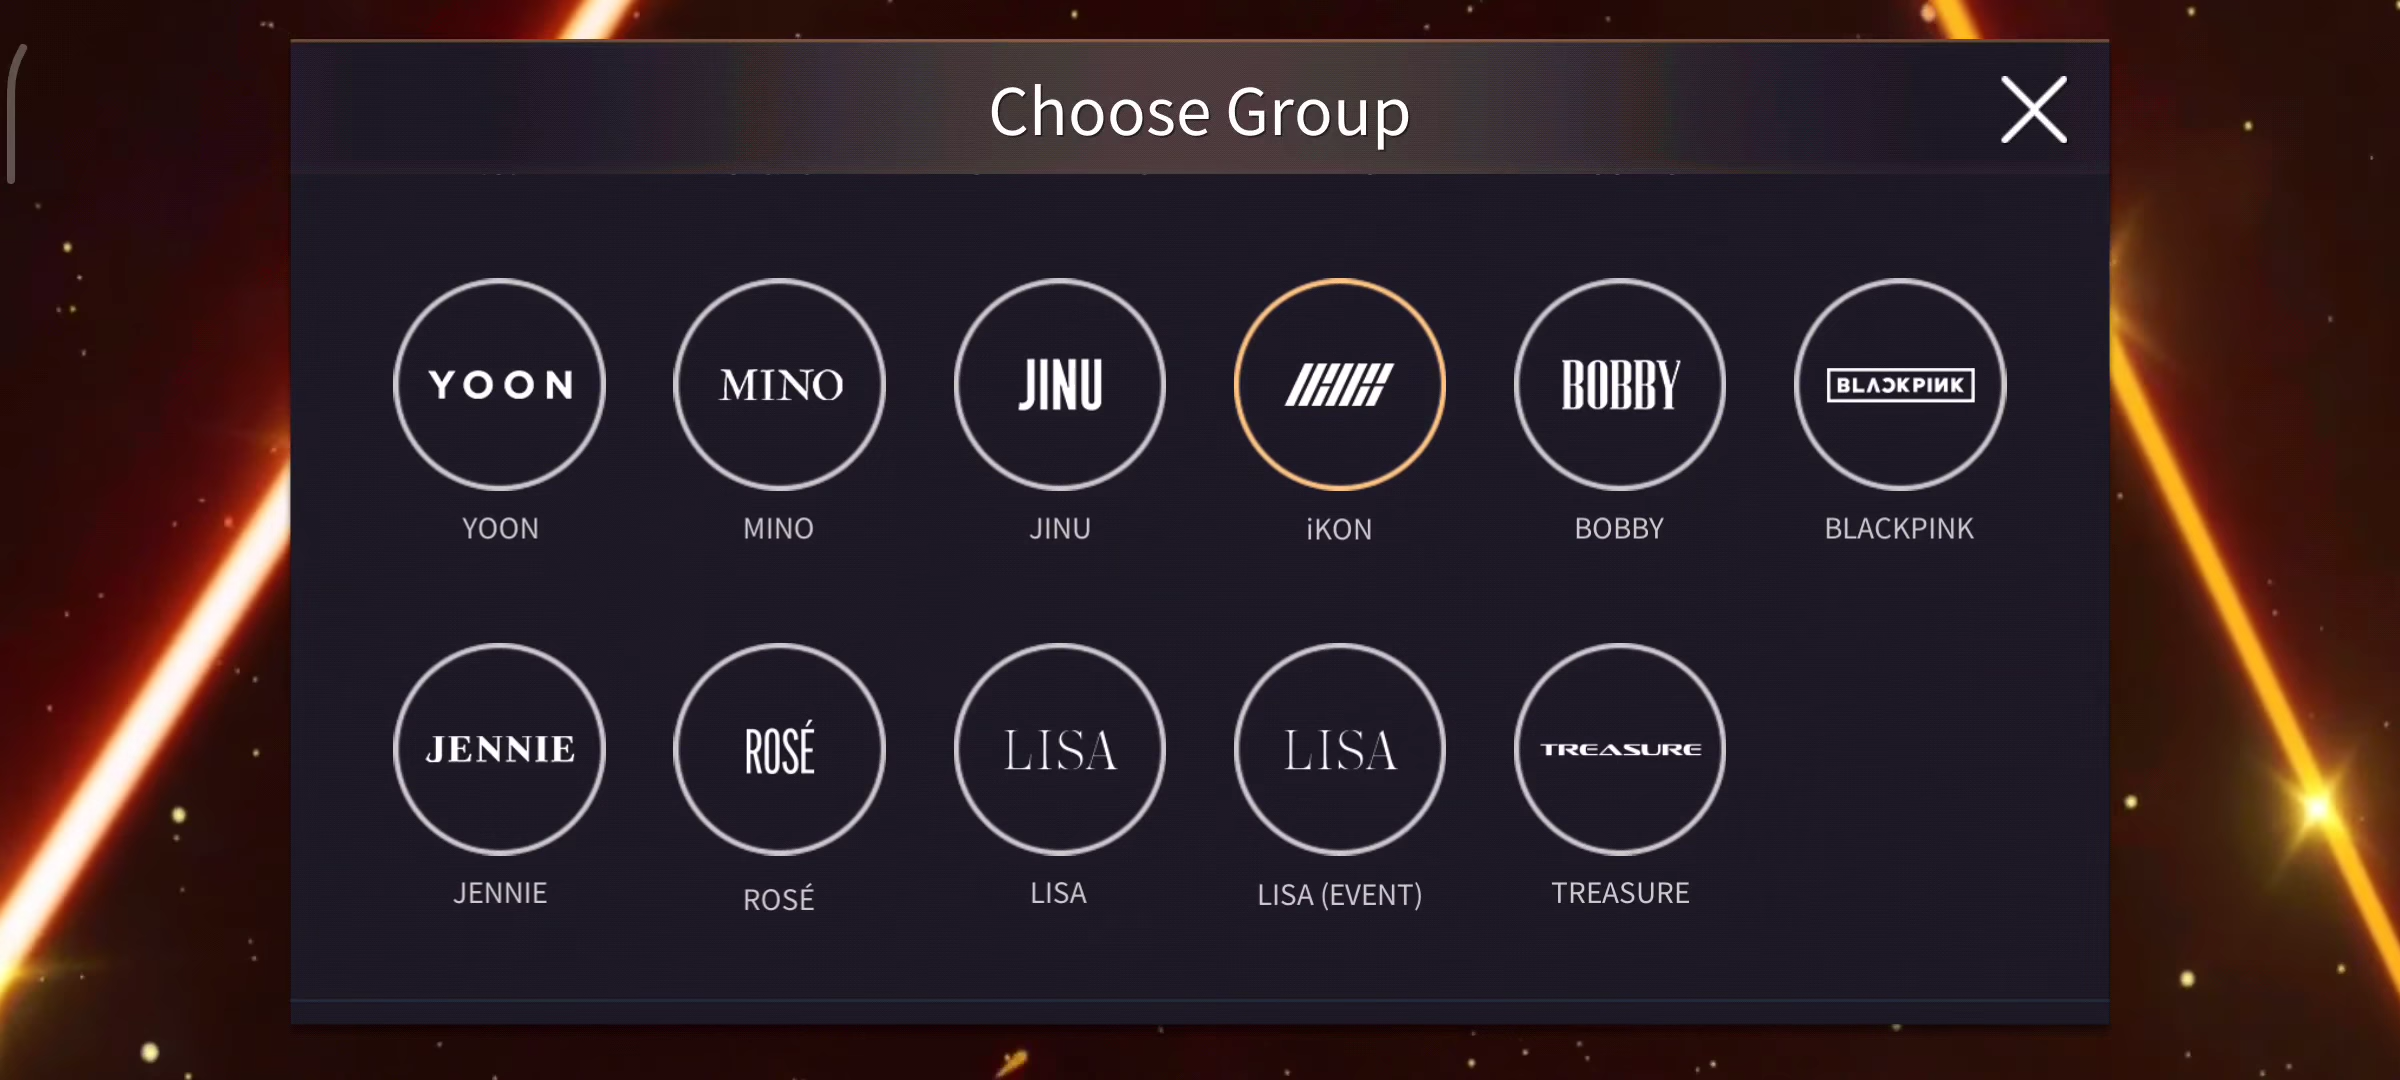 Choose Group
YOON MINO JINU iKON BOBBY BLACKPINK
YOON MINO JINU iKON BOBBY BLACKPINK
JENNIE ROSÉ LISA LISA TREASURE
JENNIE ROSÉ LISA LISA (EVENT) TREASURE